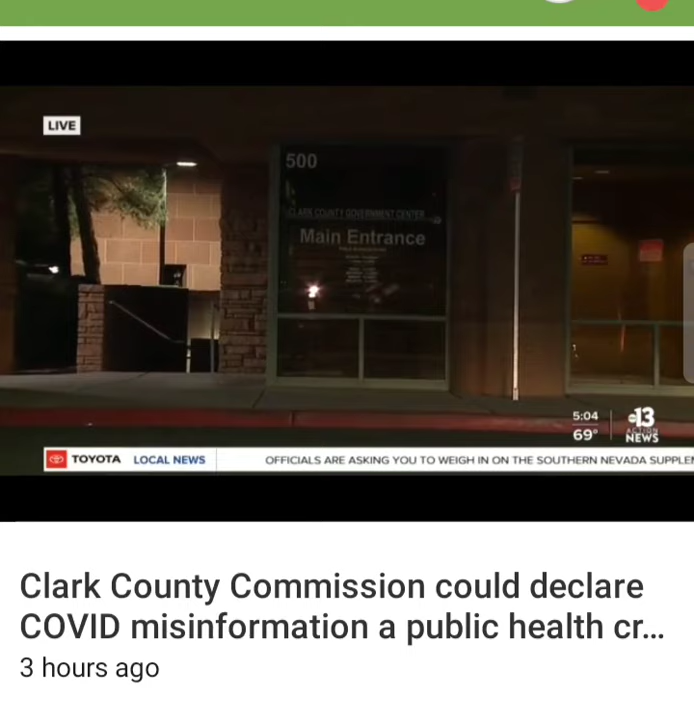 LIVE
500
CLARK COUNTY GOVERNMENT CENTER
Main Entrance
5:04
13
69°
NEWS
TOYOTA LOCAL NEWS OFFICIALS ARE ASKING YOU TO WEIGH IN ON THE SOUTHERN NEVADA SUPPLE
Clark County Commission could declare
COVID misinformation a public health cr...
3 hours ago